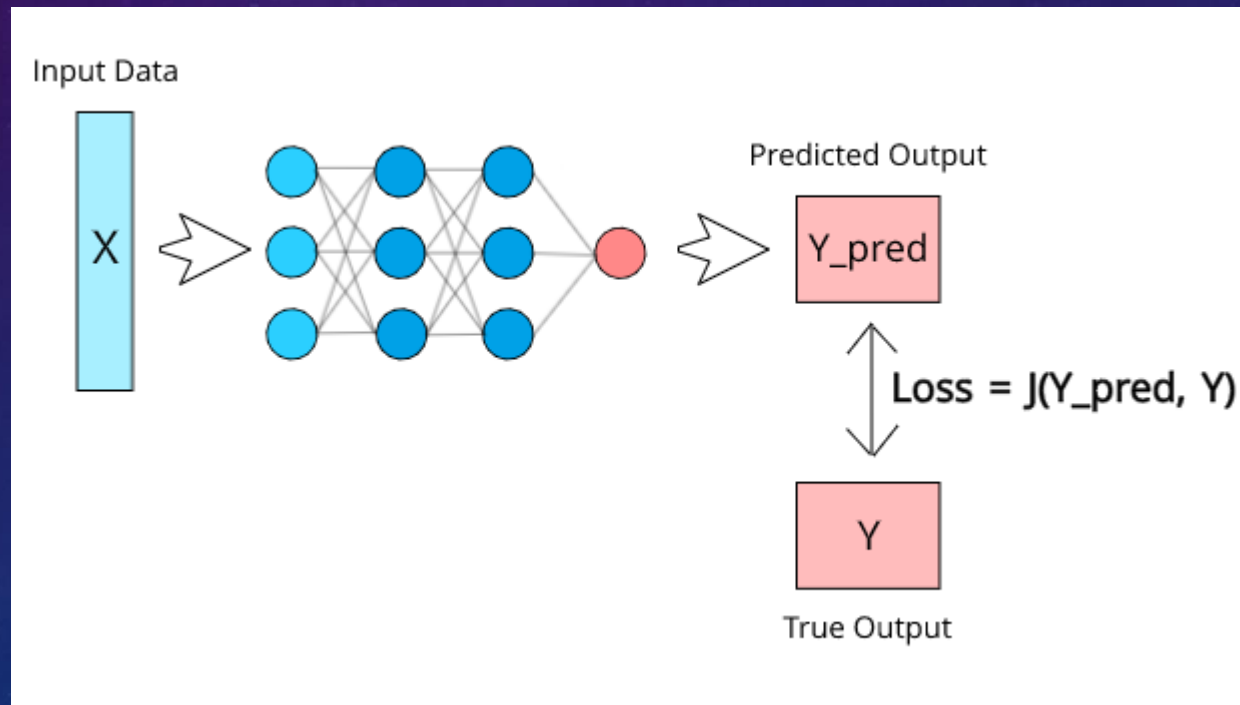 Input Data
X
Predicted Output
Y_pred
Loss = J(Y_pred, Y)
Y
True Output